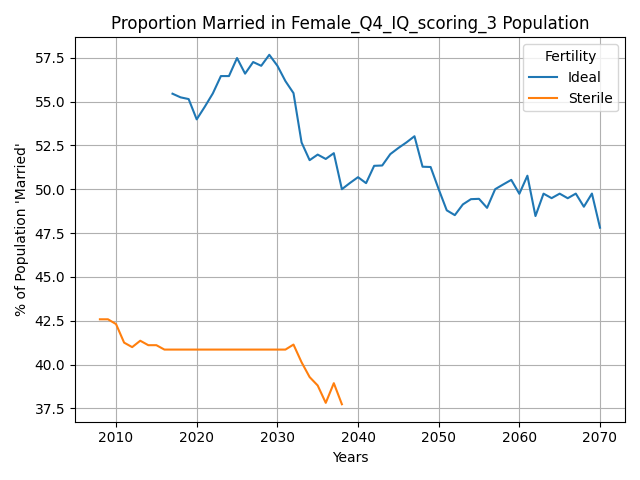 Proportion Married in Female_Q4_IQ_scoring_3 Population
Fertility
Ideal
Sterile
% of Population 'Married'
57.5
55.0
52.5
50.0
47.5
45.0
42.5
40.0
37.5
2010 2020 2030 2040 2050 2060 2070
Years